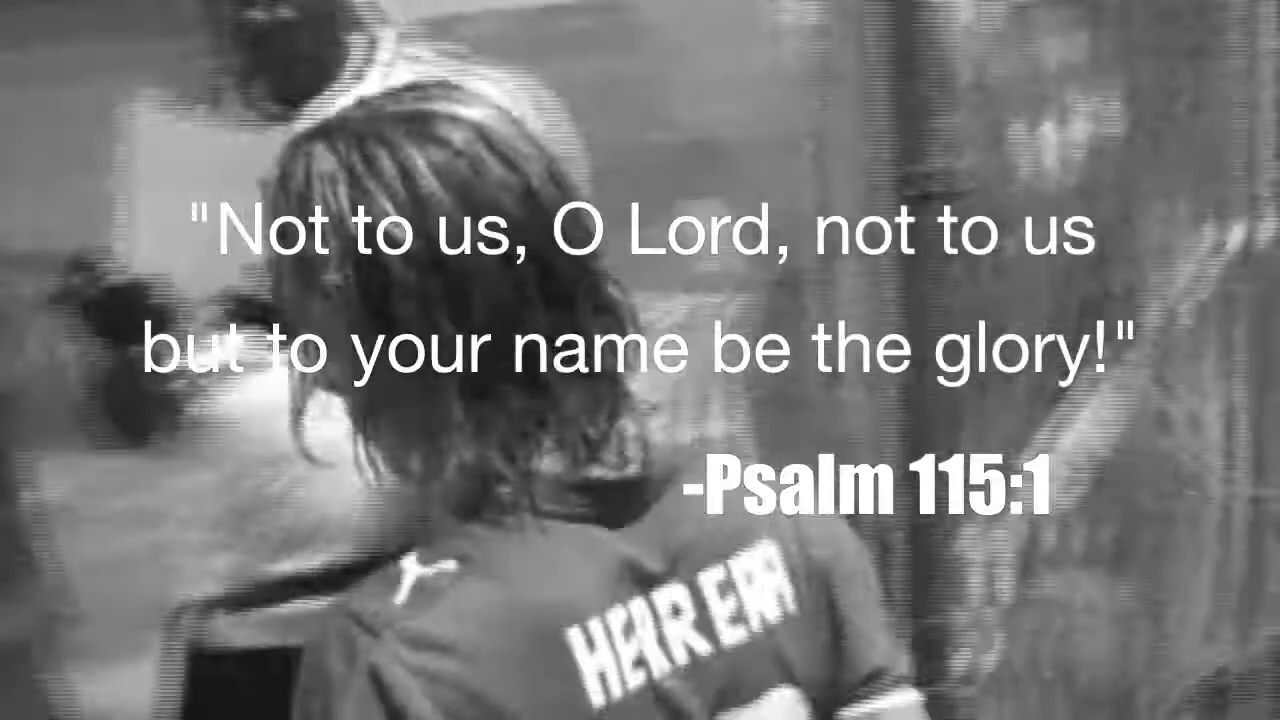 "Not to us, O Lord, not to us
but to your name be the glory!"
-Psalm 115:1
HERRERA